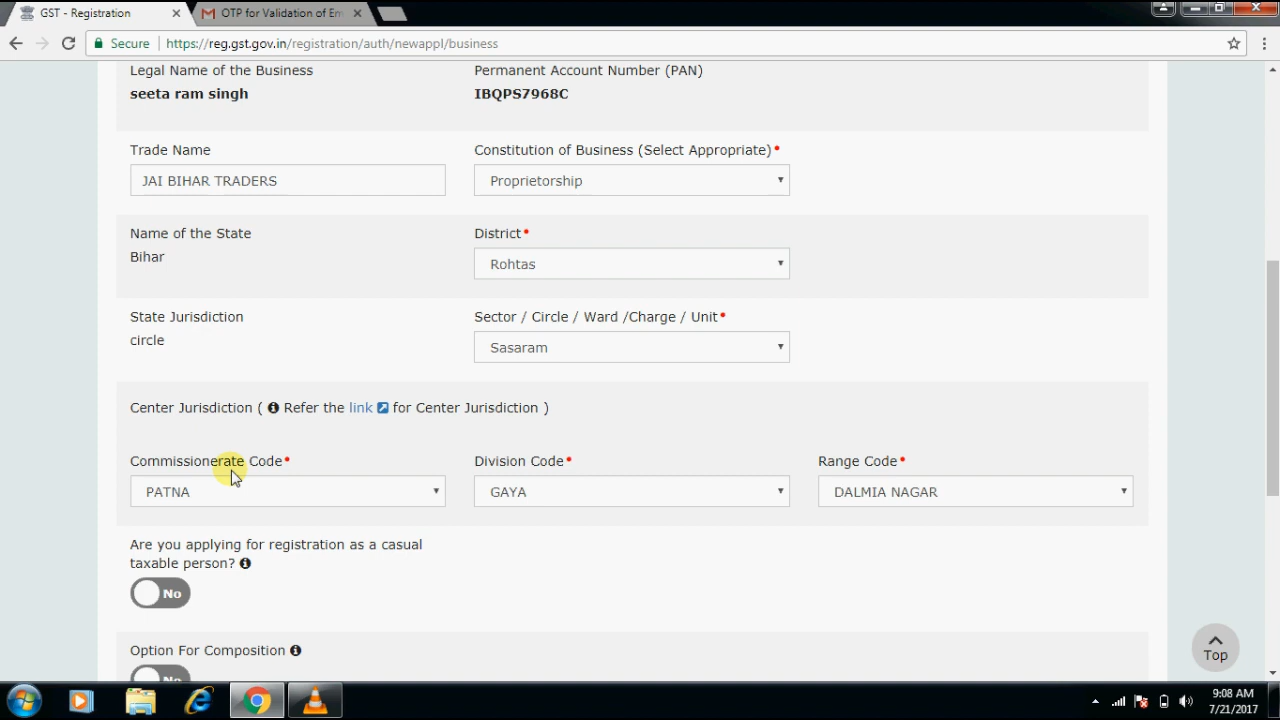 GST - Registration
OTP for Validation of Em
Secure
https://reg.gst.gov.in/registration/auth/newappl/business
Legal Name of the Business
Permanent Account Number (PAN)
seeta ram singh
IBQPS7968C
Trade Name
Constitution of Business (Select Appropriate)•
JAI BIHAR TRADERS
Proprietorship
Name of the State
District•
Bihar
Rohtas
State Jurisdiction
Sector / Circle / Ward /Charge / Unit•
circle
Sasaram
Center Jurisdiction ( Refer the link for Center Jurisdiction )
Commissionerate Code•
Division Code•
Range Code•
PATNA
GAYA
DALMIA NAGAR
Are you applying for registration as a casual
taxable person?
No
Option For Composition
No
Top
9:08 AM
7/21/2017